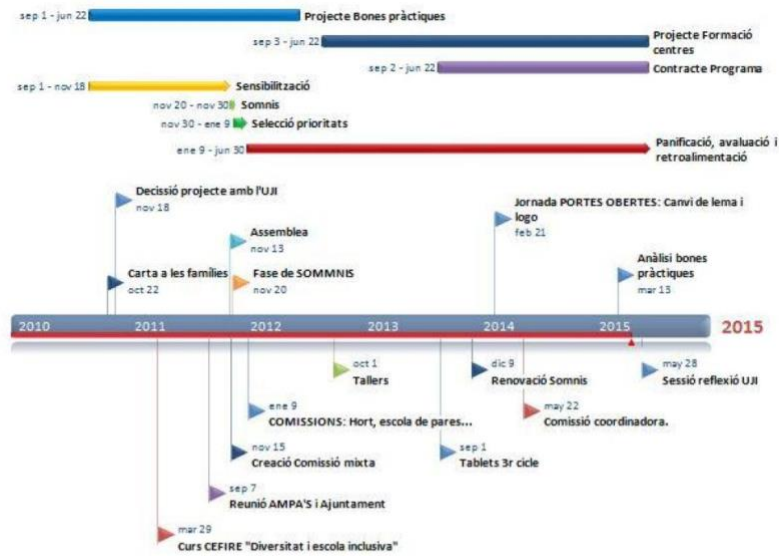 sep 1 - jun 22 Projecte Bones pràctiques
sep 3 - jun 22 Projecte Formació
centres
sep 2 - jun 22 Contracte Programa
sep 1 - nov 18 Sensibilització
nov 20 - nov 30 Somnis
nov 30 - ene 9 Selecció prioritats
ene 9 - jun 30 Panificació, avaluació i
retroalimentació
Decissió projecte amb l'UJI
nov 18
Jornada PORTES OBERTES: Canvi de lema i
logo
feb 21
Assemblea
nov 13
Anàlisi bones
pràctiques
mar 13
Carta a les famílies
oct 22
Fase de SOMMNIS
nov 20
2010 2011 2012 2013 2014 2015 2015
oct 1
Tallers
dic 9
Renovació Somnis
may 28
Sessió reflexió UJI
ene 9
COMISSIONS: Hort, escola de pares...
may 22
Comissió coordinadora.
nov 15
Creació Comissió mixta
sep 1
Tablets 3r cicle
sep 7
Reunió AMPA'S i Ajuntament
mar 29
Curs CEFIRE "Diversitat i escola inclusiva"